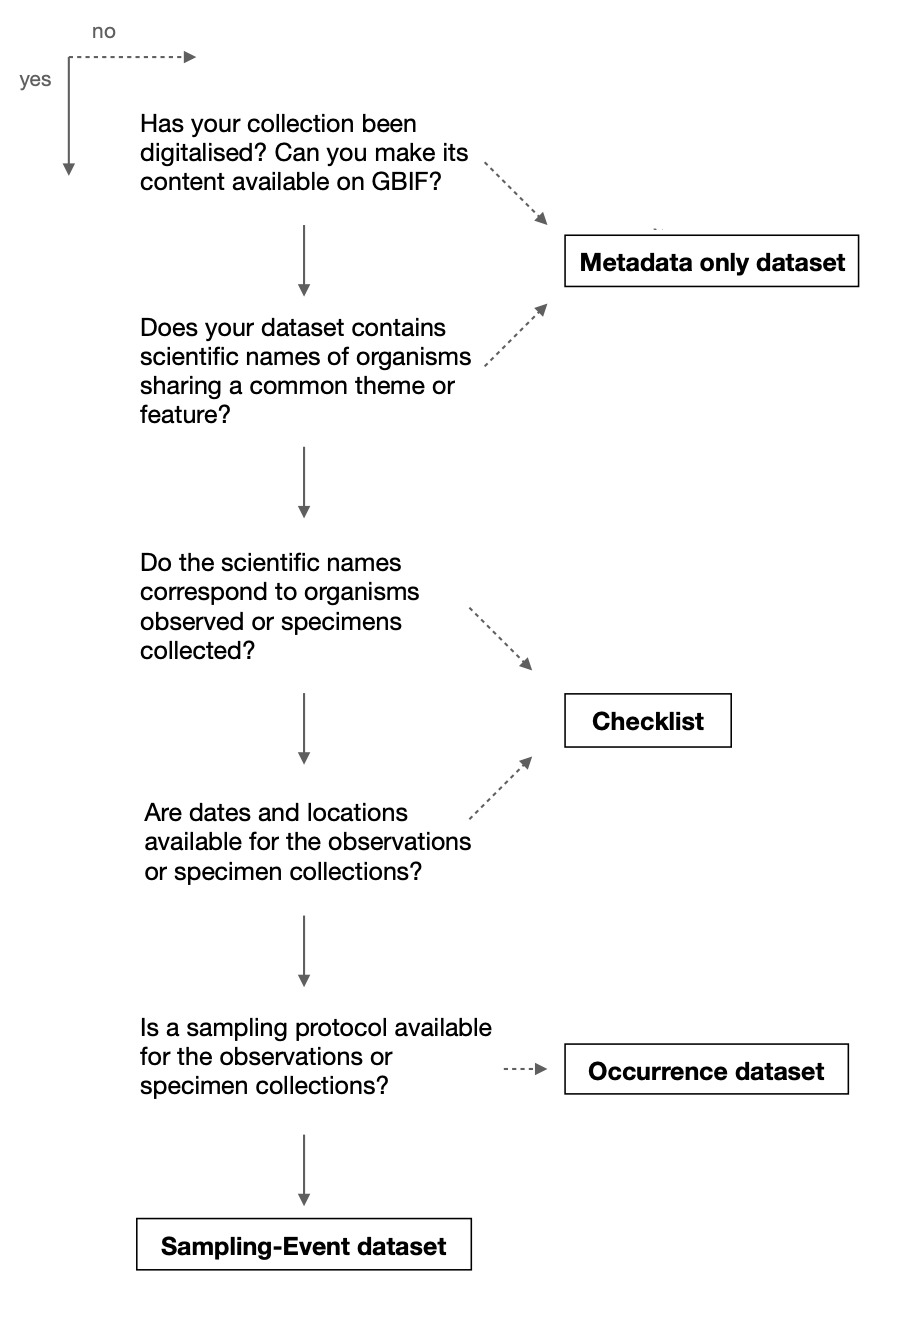 no
yes
Has your collection been
digitalised? Can you make its
content available on GBIF?
Metadata only dataset
Does your dataset contains
scientific names of organisms
sharing a common theme or
feature?
Do the scientific names
correspond to organisms
observed or specimens
collected?
Checklist
Are dates and locations
available for the observations
or specimen collections?
Is a sampling protocol available
for the observations or
specimen collections?
Occurrence dataset
Sampling-Event dataset